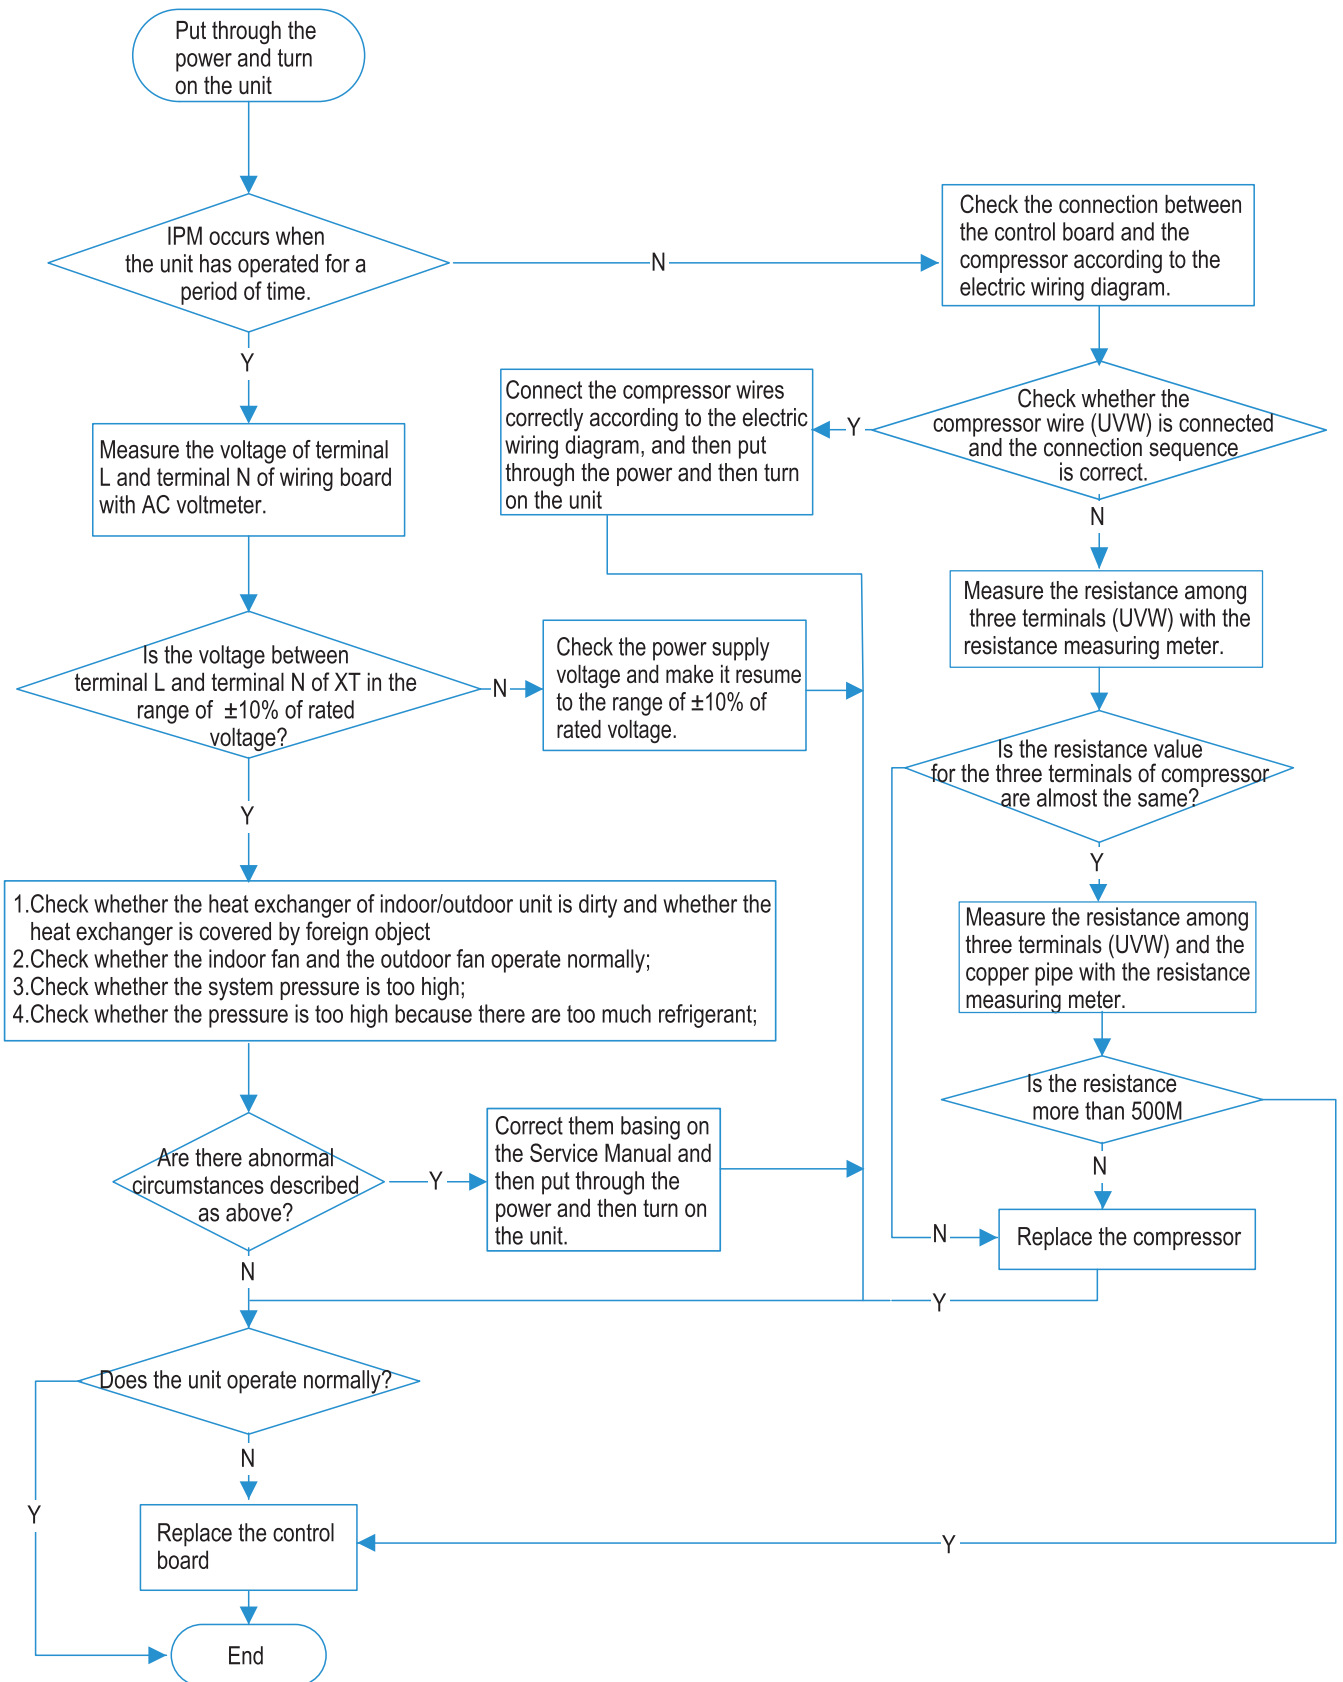 Put through the
power and turn
on the unit
IPM occurs when
the unit has operated for a
period of time.
N
Check the connection between
the control board and the
compressor according to the
electric wiring diagram.
Y
Connect the compressor wires
correctly according to the electric
wiring diagram, and then put
through the power and then turn
on the unit
Y
Check whether the
compressor wire (UVW) is connected
and the connection sequence
is correct.
N
Measure the voltage of terminal
L and terminal N of wiring board
with AC voltmeter.
Measure the resistance among
three terminals (UVW) with the
resistance measuring meter.
Is the voltage between
terminal L and terminal N of XT in the
range of ±10% of rated
voltage?
N
Check the power supply
voltage and make it resume
to the range of ±10% of
rated voltage.
Is the resistance value
for the three terminals of compressor
are almost the same?
Y
Y
1.Check whether the heat exchanger of indoor/outdoor unit is dirty and whether the
heat exchanger is covered by foreign object
2.Check whether the indoor fan and the outdoor fan operate normally;
3.Check whether the system pressure is too high;
4.Check whether the pressure is too high because there are too much refrigerant;
Measure the resistance among
three terminals (UVW) and the
copper pipe with the resistance
measuring meter.
Is the resistance
more than 500M
N
Are there abnormal
circumstances described
as above?
Y
Correct them basing on
the Service Manual and
then put through the
power and then turn on
the unit.
N
Replace the compressor
N
Y
Does the unit operate normally?
N
Y
Replace the control
board
Y
End